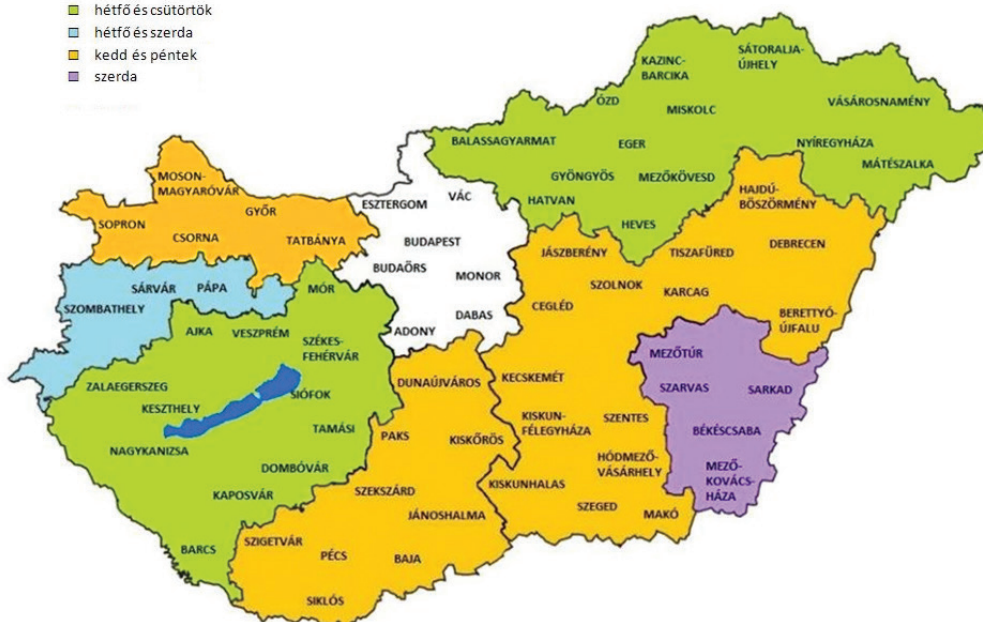 hétfő és csütörtök
hétfő és szerda
kedd és péntek
szerda
SÁTORALJA-
ÚJHELY
KAZINC-
BARCIKA
ÓZD
MISKOLC
VÁSÁROSNAMÉNY
BALASSAGYARMAT
EGER
NYÍREGYHÁZA
MÁTÉSZALKA
GYÖNGYÖS
MEZŐKÖVESD
HATVAN
HEVES
MOSON-
MAGYARÓVÁR
SOPRON
GYŐR
CSORNA
TATBÁNYA
ESZTERGOM
VÁC
BUDAPEST
BUDAÖRS
MONOR
DABAS
ADONY
HAJDÚ-
BÖSZÖRMÉNY
JÁSZBERÉNY
TISZAFÜRED
DEBRECEN
SZOLNOK
KARCAG
CEGLÉD
BERETTYÓ-
ÚJFALU
SÁRVÁR
PÁPA
SZOMBATHELY
MÓR
AJKA
VESZPRÉM
SZÉKES-
FEHÉRVÁR
ZALAEGERSZEG
KESZTHELY
SIÓFOK
NAGYKANIZSA
TAMÁSI
DOMBÓVÁR
KAPOSVÁR
BARCS
DUNAÚJVÁROS
PAKS
KISKŐRÖS
SZEKSZÁRD
JÁNOSHALMA
SZIGETVÁR
PÉCS
BAJA
SIKLÓS
KECSKEMÉT
KISKUN-
FÉLEGYHÁZA
SZENTES
HÓDMEZŐ-
VÁSÁRHELY
KISKUNHALAS
SZEGED
MAKÓ
MEZŐTÚR
SZARVAS
SARKAD
BÉKÉSCSABA
MEZŐ-
KOVÁCS-
HÁZA